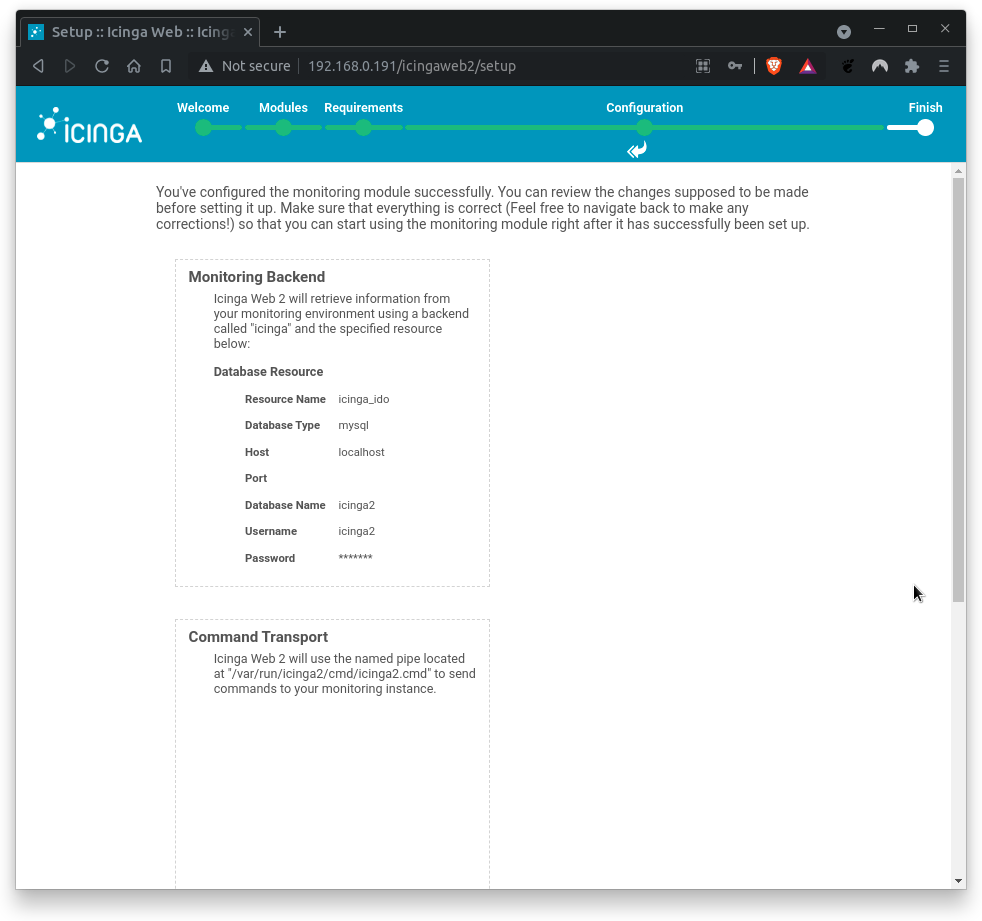 Setup :: Icinga Web :: Icing
Not secure
192.168.0.191/icingaweb2/setup
ICINGA
Welcome
Modules
Requirements
Configuration
Finish
You've configured the monitoring module successfully. You can review the changes supposed to be made
before setting it up. Make sure that everything is correct (Feel free to navigate back to make any
corrections!) so that you can start using the monitoring module right after it has successfully been set up.
Monitoring Backend
Icinga Web 2 will retrieve information from
your monitoring environment using a backend
called "icinga" and the specified resource
below:
Database Resource
Resource Name icinga_ido
Database Type mysql
Host localhost
Port
Database Name icinga2
Username icinga2
Password *******
Command Transport
Icinga Web 2 will use the named pipe located
at "/var/run/icinga2/cmd/icinga2.cmd" to send
commands to your monitoring instance.